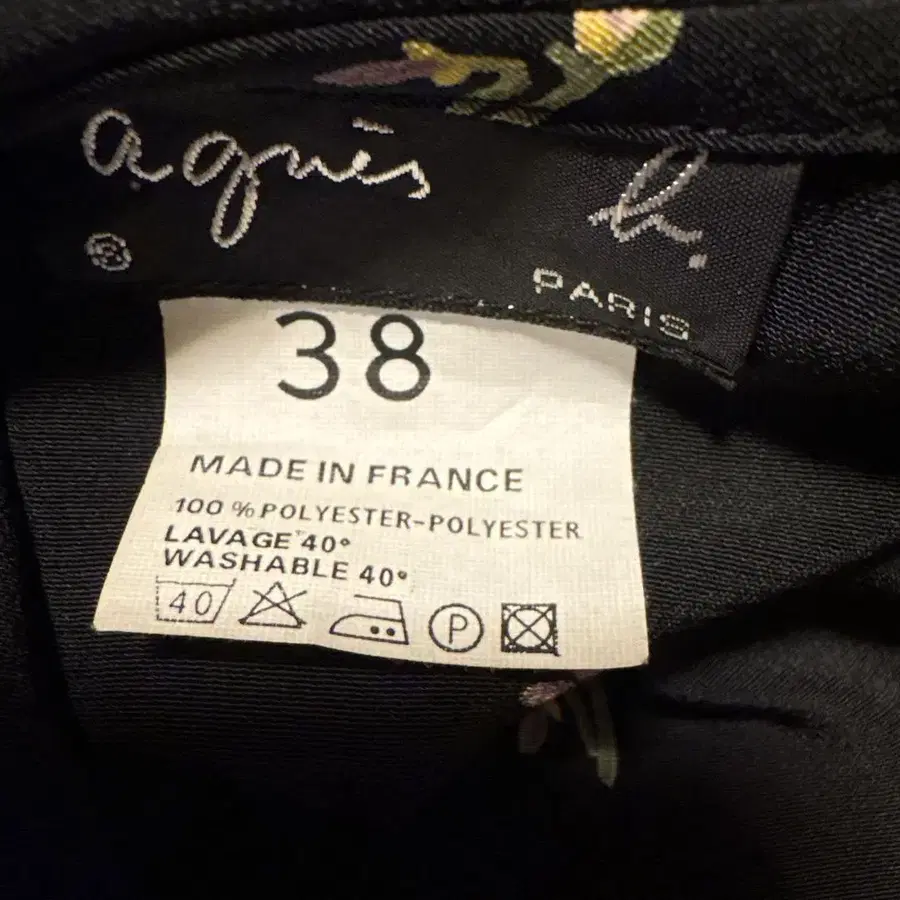 agnès b.
®
PARIS
38
MADE IN FRANCE
100 % POLYESTER-POLYESTER
LAVAGE 40°
WASHABLE 40°
40 P